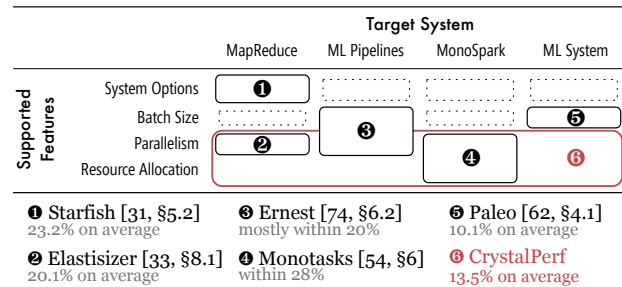 Target System
MapReduce ML Pipelines MonoSpark ML System
Supported
Features
System Options ❶
Batch Size ❺
Parallelism ❷ ❸
Resource Allocation ❹ ❻
❶ Starfish [31, §5.2] ❸ Ernest [74, §6.2] ❺ Paleo [62, §4.1]
23.2% on average mostly within 20% 10.1% on average
❷ Elastisizer [33, §8.1] ❹ Monotasks [54, §6] ❻ CrystalPerf
20.1% on average within 28% 13.5% on average